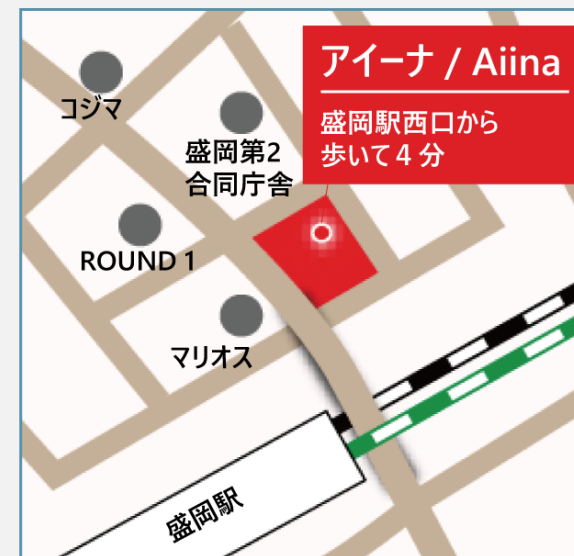 アイーナ / Aiina
盛岡駅西口から
歩いて4分
コジマ
盛岡第2
合同庁舎
ROUND 1
マリオス
盛岡駅